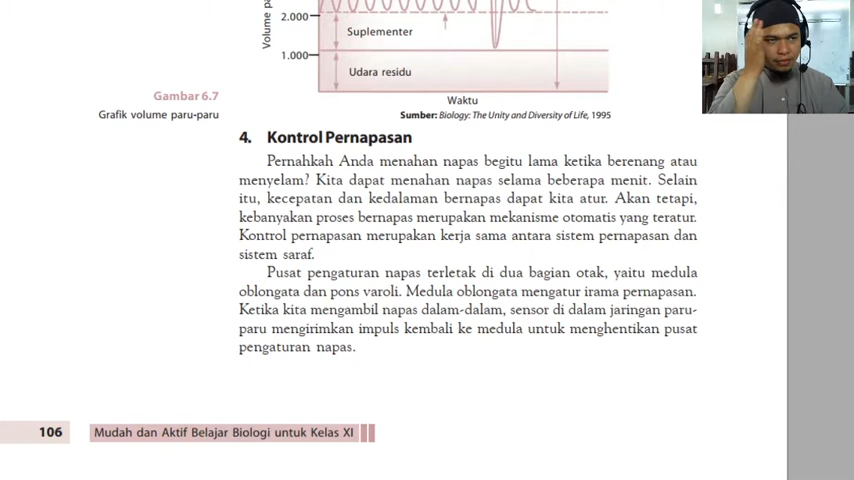 Volume pa
2.000
Suplementer
1.000
Udara residu
Waktu
Gambar 6.7
Grafik volume paru-paru
Sumber: Biology: The Unity and Diversity of Life, 1995
4. Kontrol Pernapasan
Pernahkah Anda menahan napas begitu lama ketika berenang atau
menyelam? Kita dapat menahan napas selama beberapa menit. Selain
itu, kecepatan dan kedalaman bernapas dapat kita atur. Akan tetapi,
kebanyakan proses bernapas merupakan mekanisme otomatis yang teratur.
Kontrol pernapasan merupakan kerja sama antara sistem pernapasan dan
sistem saraf.
Pusat pengaturan napas terletak di dua bagian otak, yaitu medula
oblongata dan pons varoli. Medula oblongata mengatur irama pernapasan.
Ketika kita mengambil napas dalam-dalam, sensor di dalam jaringan paru-
paru mengirimkan impuls kembali ke medula untuk menghentikan pusat
pengaturan napas.
106 Mudah dan Aktif Belajar Biologi untuk Kelas XI